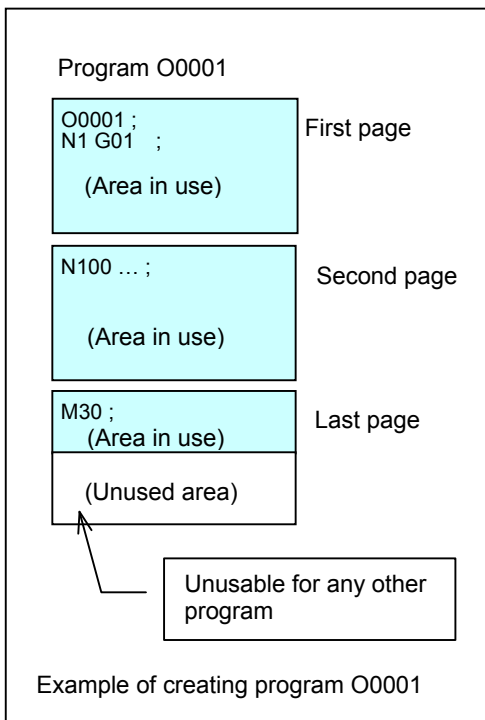 Program O0001
O0001 ;
N1 G01 ;
(Area in use)
First page
N100 … ;
(Area in use)
Second page
M30 ;
(Area in use)
Last page
(Unused area)
Unusable for any other
program
Example of creating program O0001